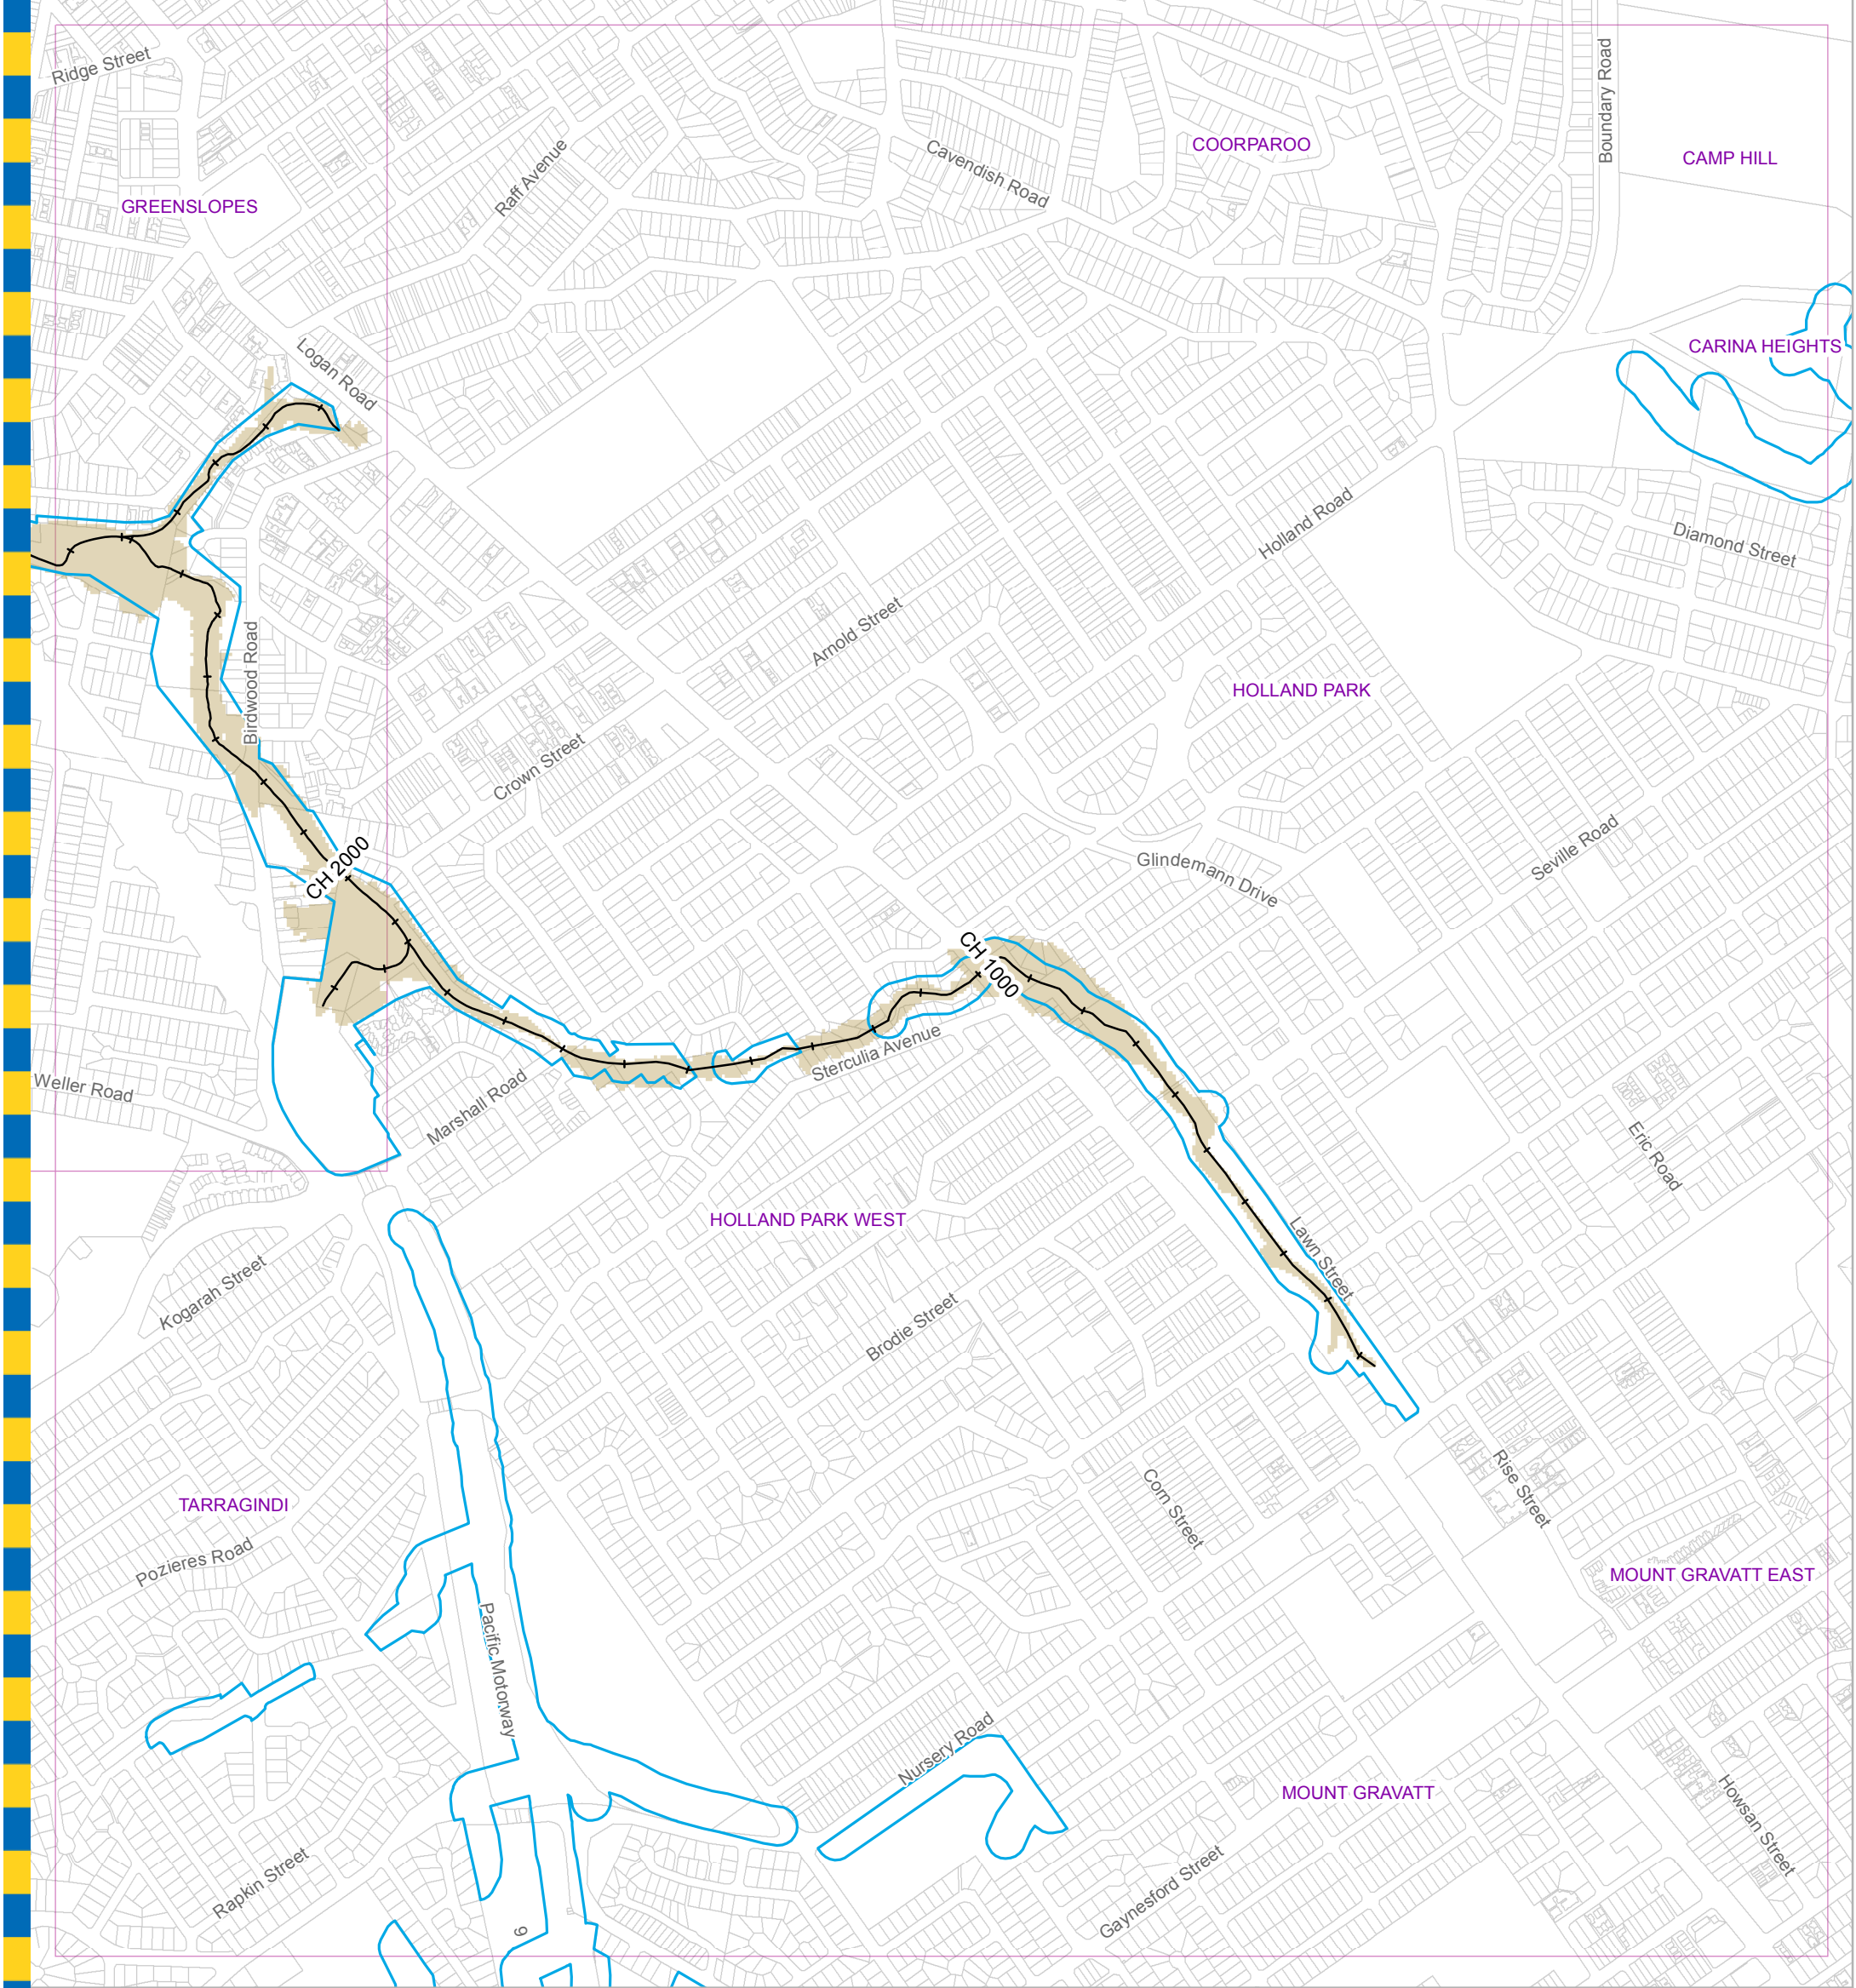 Ridge Street
Boundary Road
COORPAROO
CAMP HILL
Cavendish Road
Raff Avenue
GREENSLOPES
CARINA HEIGHTS
Logan Road
Holland Road
Diamond Street
Arnold Street
Birdwood Road
HOLLAND PARK
Crown Street
Seville Road
Glindemann Drive
CH 2000
CH 1000
Sterculia Avenue
Weller Road
Marshall Road
Eric Road
HOLLAND PARK WEST
Lawn Street
Kogarah Street
Brodie Street
TARRAGINDI
Corn Street
Rise Street
Pozieres Road
MOUNT GRAVATT EAST
Pacific Motorway
Nursery Road
MOUNT GRAVATT
Howsan Street
Rapkin Street
Gaynesford Street
9